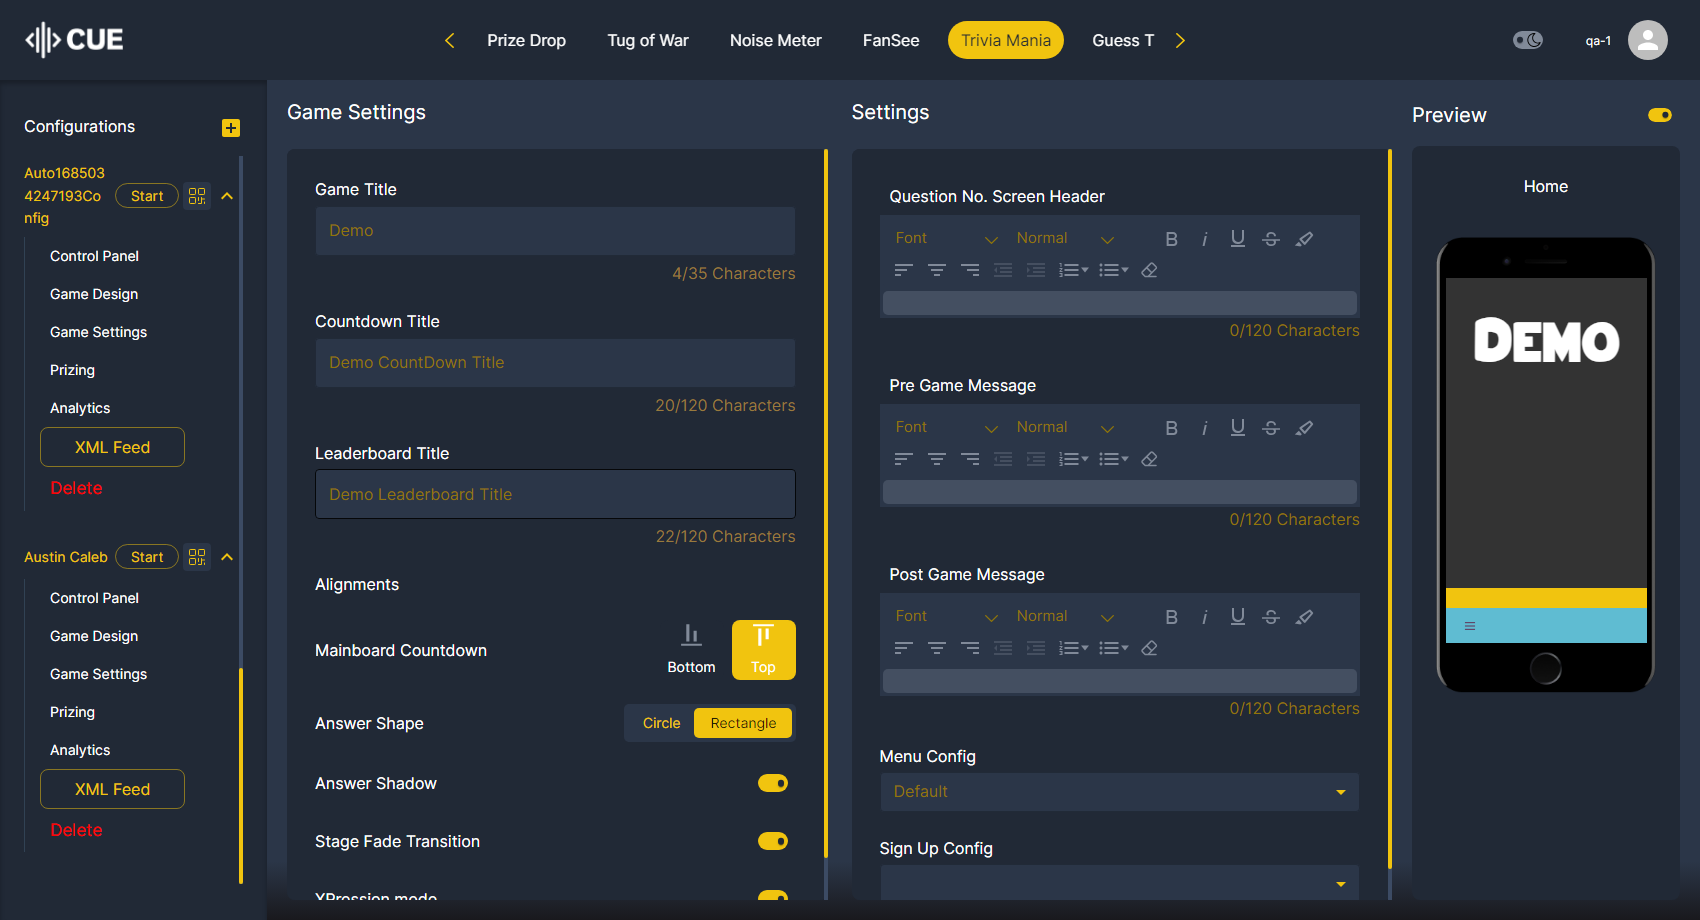 CUE
Prize Drop
Tug of War
Noise Meter
FanSee
Trivia Mania
Guess T
qa-1
Configurations
Auto168503
4247193Co
nfig
Start
Control Panel
Game Design
Game Settings
Prizing
Analytics
XML Feed
Delete
Austin Caleb
Start
Control Panel
Game Design
Game Settings
Prizing
Analytics
XML Feed
Delete
Game Settings
Game Title
Demo
4/35 Characters
Countdown Title
Demo CountDown Title
20/120 Characters
Leaderboard Title
Demo Leaderboard Title
22/120 Characters
Alignments
Mainboard Countdown
Bottom
Top
Answer Shape
Circle
Rectangle
Answer Shadow
Stage Fade Transition
XPression mode
Settings
Question No. Screen Header
Font
Normal
0/120 Characters
Pre Game Message
Font
Normal
0/120 Characters
Post Game Message
Font
Normal
0/120 Characters
Menu Config
Default
Sign Up Config
Preview
Home
DEMO